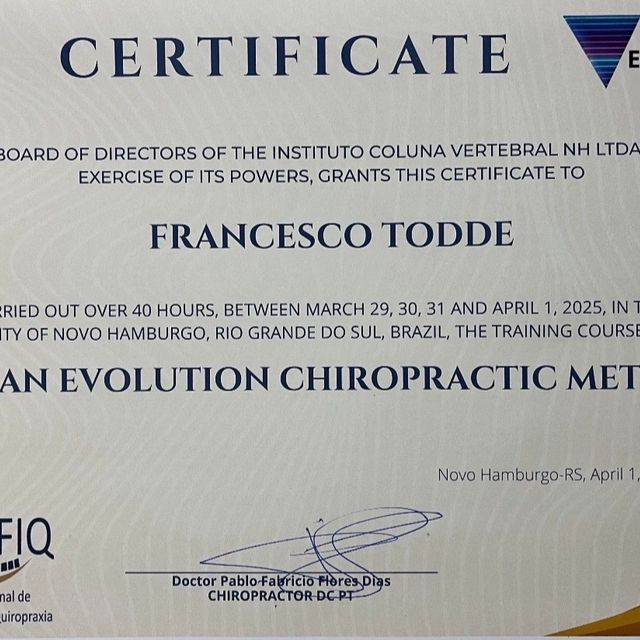 CERTIFICATE
E
BOARD OF DIRECTORS OF THE INSTITUTO COLUNA VERTEBRAL NH LTDA
EXERCISE OF ITS POWERS, GRANTS THIS CERTIFICATE TO
FRANCESCO TODDE
RRIED OUT OVER 40 HOURS, BETWEEN MARCH 29, 30, 31 AND APRIL 1, 2025, IN T
ITY OF NOVO HAMBURGO, RIO GRANDE DO SUL, BRAZIL, THE TRAINING COURSE
AN EVOLUTION CHIROPRACTIC MET
Novo Hamburgo-RS, April 1,
FIQ
nal de
uiropraxia
Doctor Pablo Fabricio Flores Dias
CHIROPRACTOR DC PT